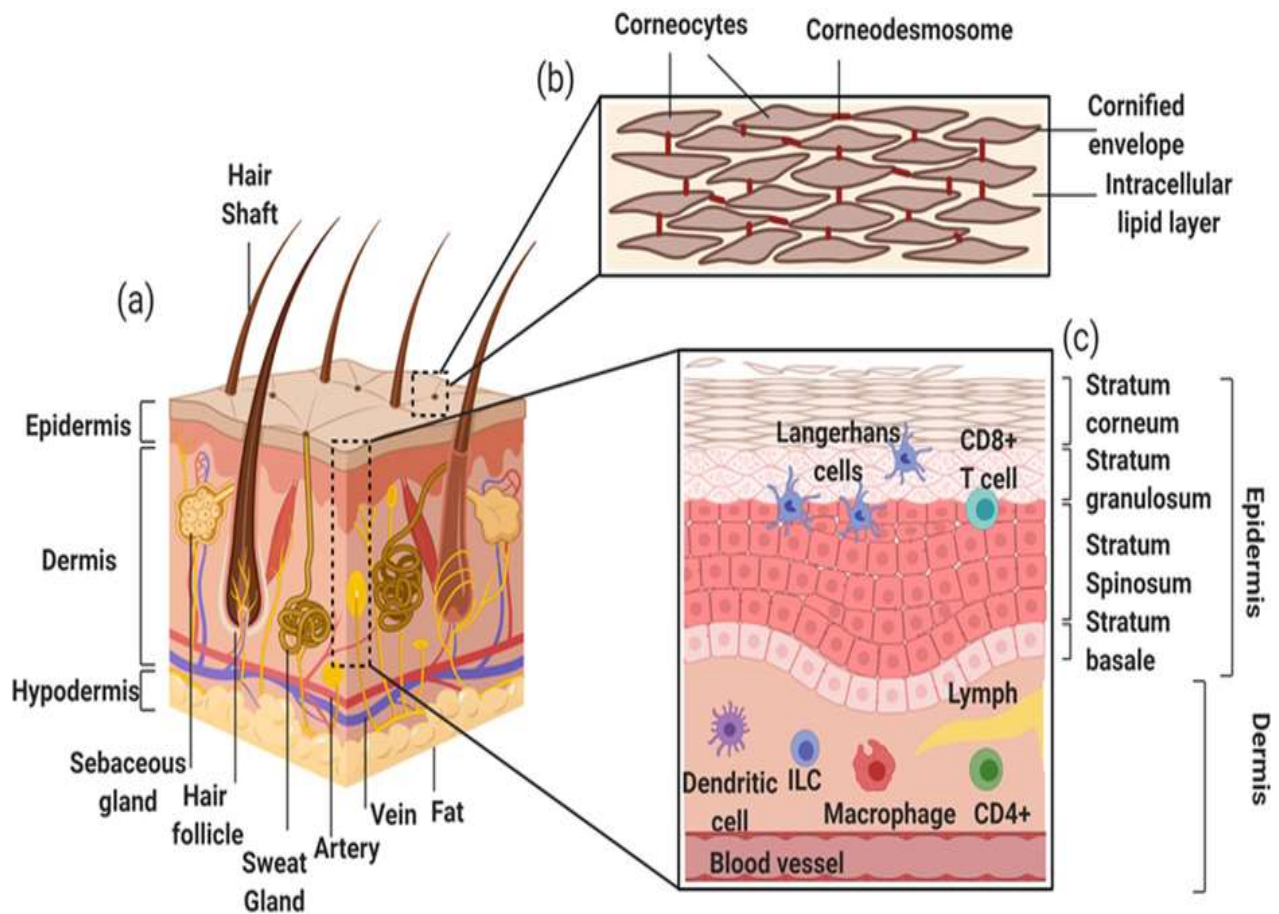 (a)
Hair
Shaft
Epidermis
Dermis
Hypodermis
Sebaceous
gland
Hair
follicle
Sweat
Gland
Artery
Vein
Fat
(b)
Corneocytes
Corneodesmosome
Cornified
envelope
Intracellular
lipid layer
(c)
Langerhans
cells
CD8+
T cell
Stratum
corneum
Stratum
granulosum
Stratum
Spinosum
Stratum
basale
Epidermis
Lymph
Dendritic
cell
ILC
Macrophage
CD4+
Blood vessel
Dermis